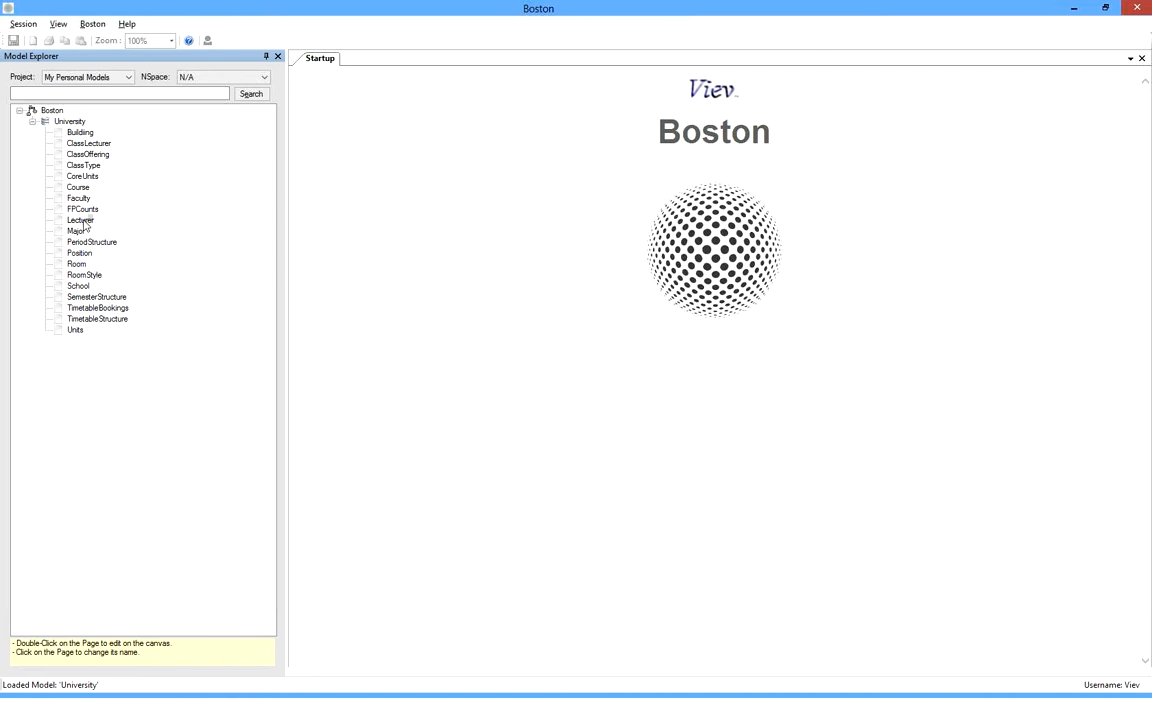 Boston
Session View Boston Help
Zoom : 100%
Model Explorer
Startup
Project: My Personal Models NSpace: N/A
Search
Boston
University
Building
ClassLecturer
ClassOffering
ClassType
CoreUnits
Course
Faculty
FPCounts
Lecturer
Major
PeriodStructure
Position
Room
RoomStyle
School
SemesterStructure
TimetableBookings
TimetableStructure
Units
Viev
Boston
- Double-Click on the Page to edit on the canvas.
- Click on the Page to change its name.
Loaded Model: 'University'
Username: Viev